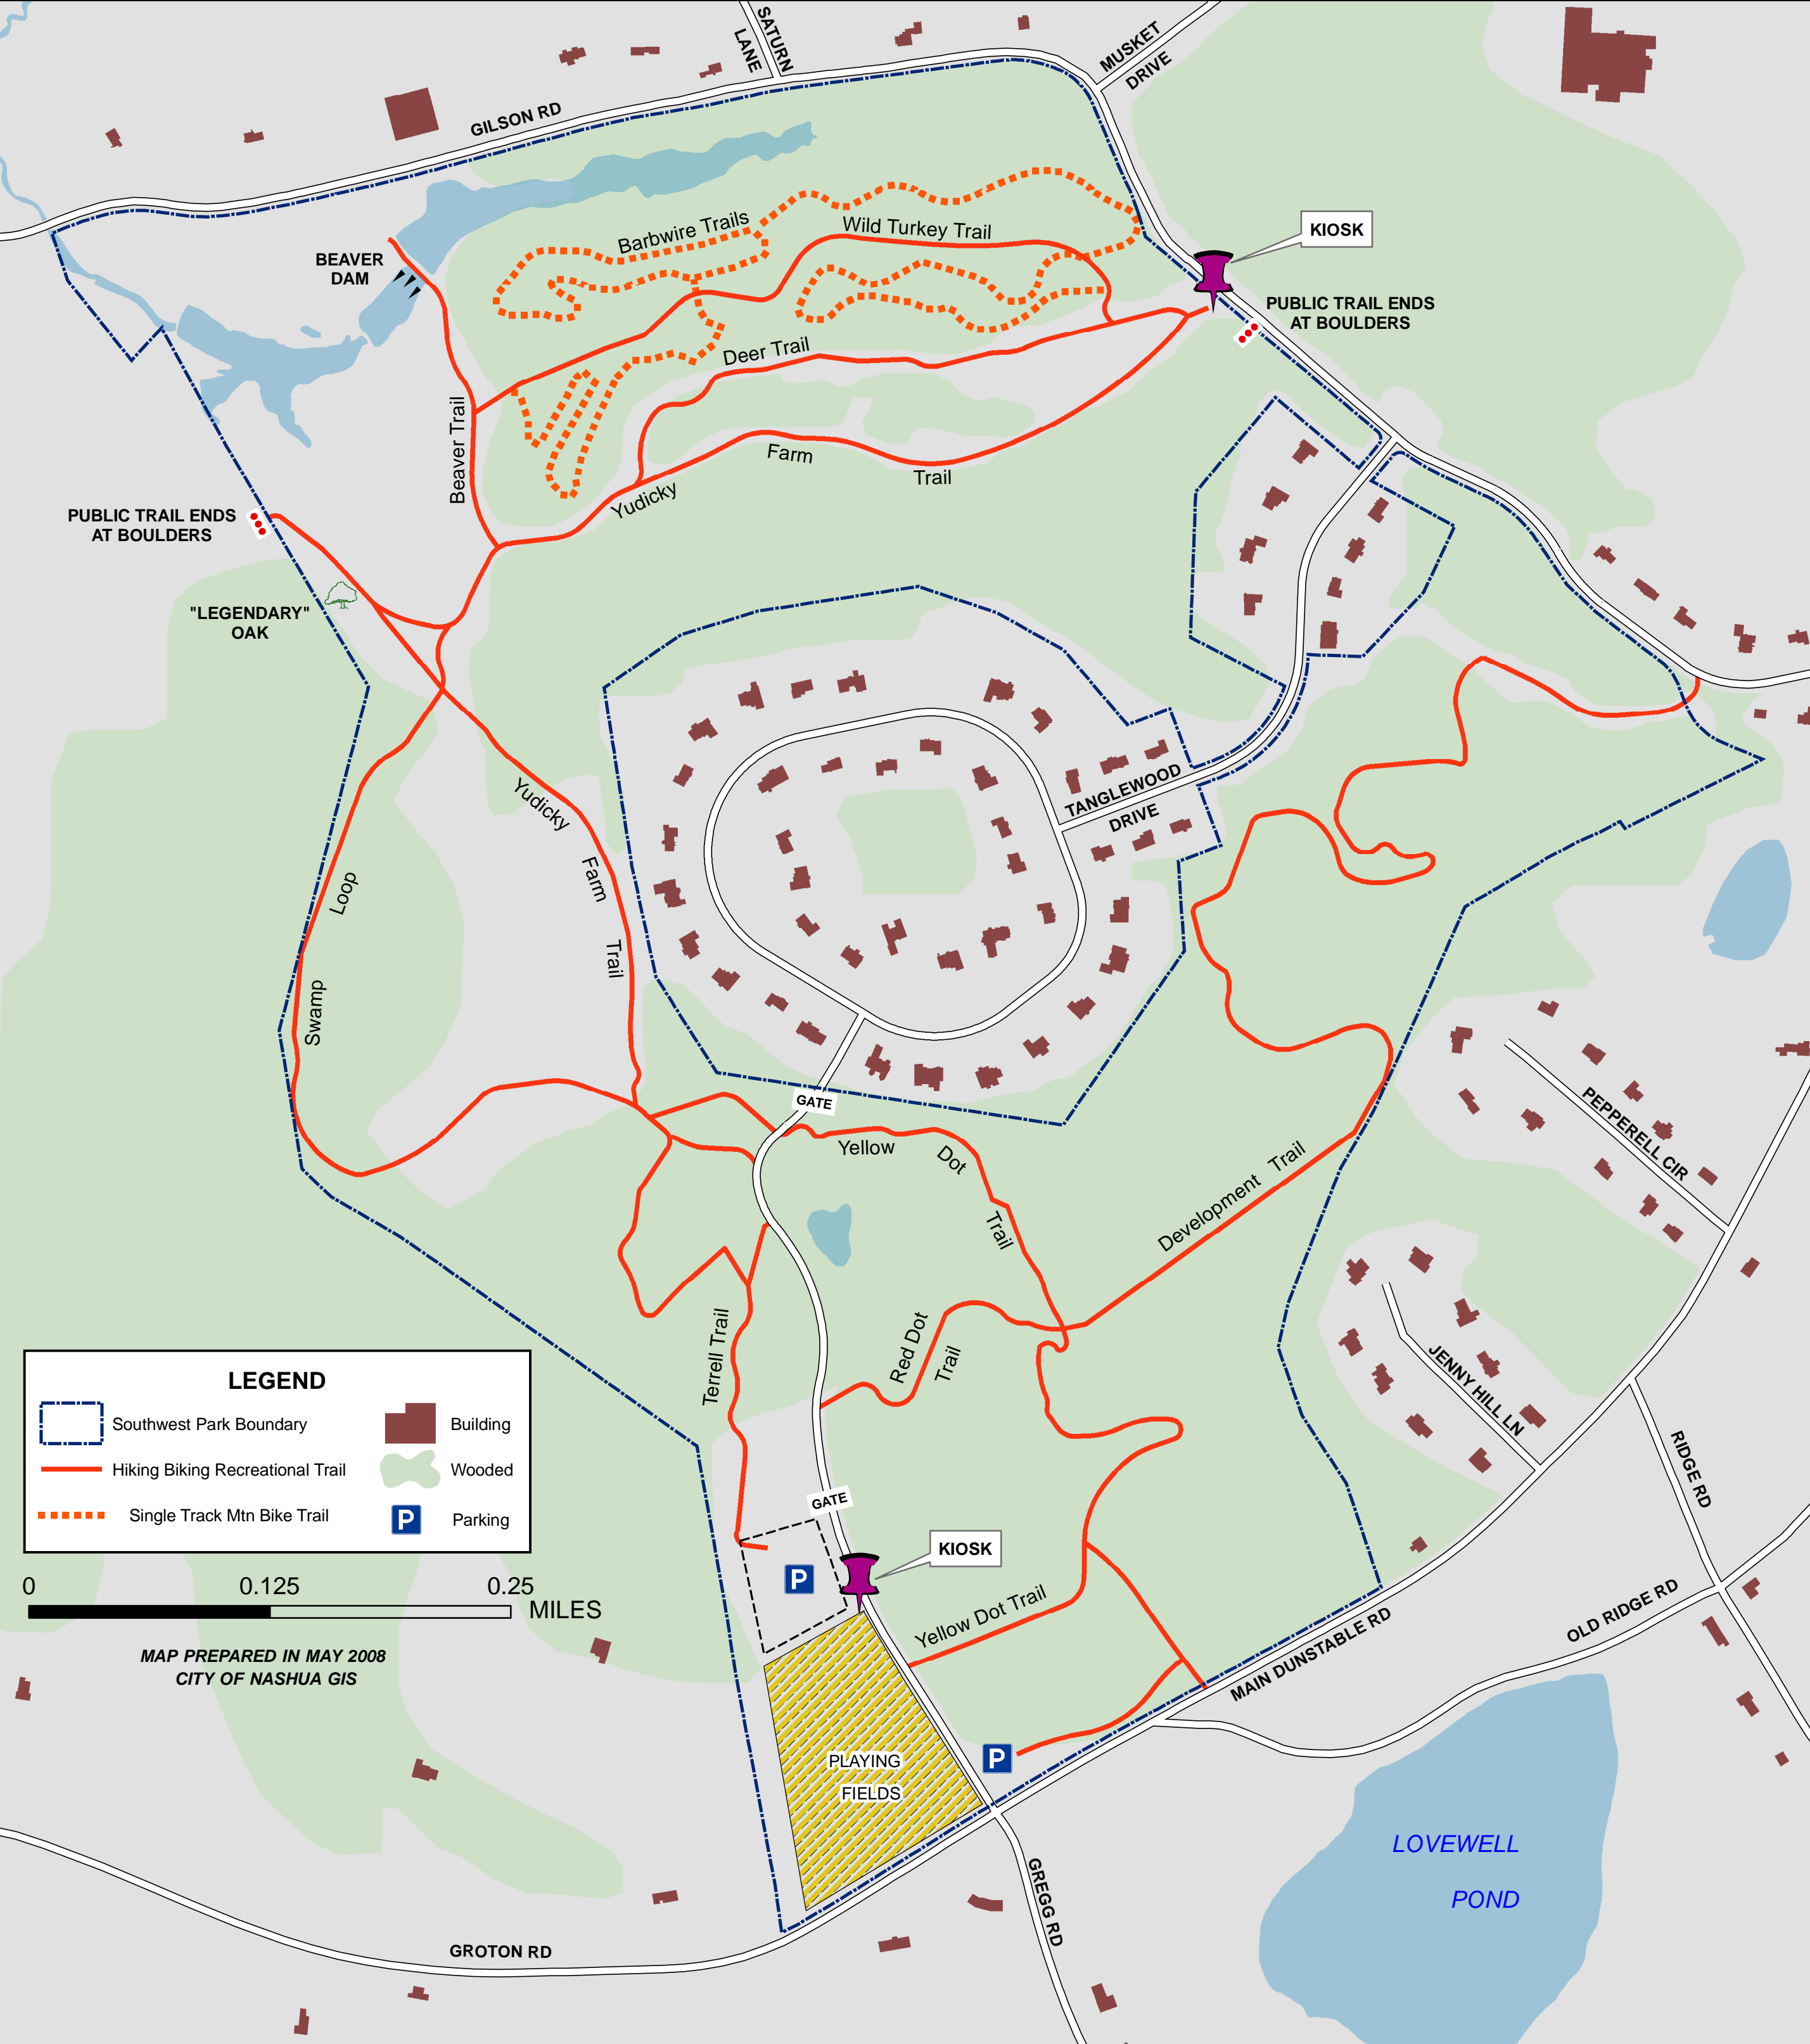 SATURN
LANE
MUSKET
DRIVE
GILSON RD
KIOSK
Barbwire Trails
Wild Turkey Trail
BEAVER
DAM
PUBLIC TRAIL ENDS
AT BOULDERS
Deer Trail
Beaver Trail
Farm
Trail
Yudicky
PUBLIC TRAIL ENDS
AT BOULDERS
"LEGENDARY"
OAK
TANGLEWOOD
DRIVE
Yudicky
Farm
Trail
Loop
Swamp
GATE
Yellow
Dot
Trail
Development Trail
PEPPERELL CIR
Red Dot
Trail
Terrell Trail
JENNY HILL LN
RIDGE RD
LEGEND
Southwest Park Boundary
Building
Hiking Biking Recreational Trail
Wooded
Single Track Mtn Bike Trail
P
Parking
GATE
KIOSK
P
0
0.125
0.25
MILES
Yellow Dot Trail
OLD RIDGE RD
MAIN DUNSTABLE RD
MAP PREPARED IN MAY 2008
CITY OF NASHUA GIS
P
PLAYING
FIELDS
LOVEWELL
POND
GREGG RD
GROTON RD